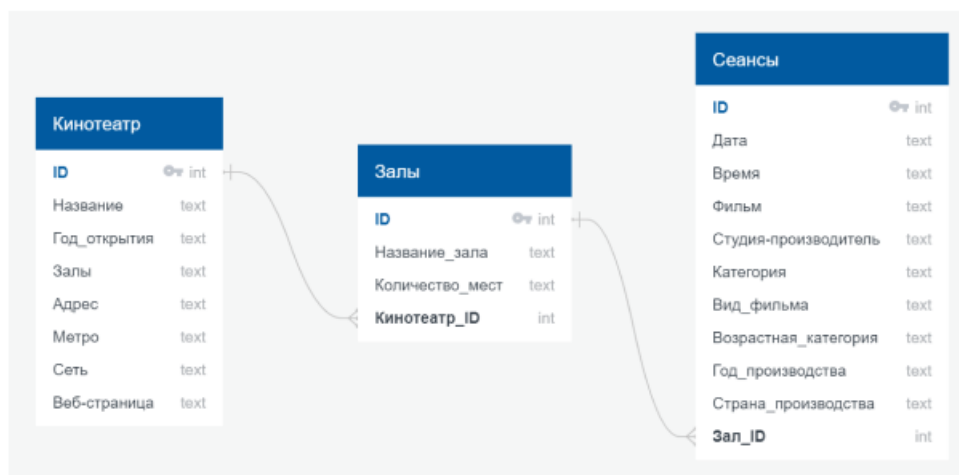 Кинотеатр
ID int
Название text
Год_открытия text
Залы text
Адрес text
Метро text
Сеть text
Веб-страница text
Залы
ID int
Название_зала text
Количество_мест text
Кинотеатр_ID int
Сеансы
ID int
Дата text
Время text
Фильм text
Студия-производитель text
Категория text
Вид_фильма text
Возрастная_категория text
Год_производства text
Страна_производства text
Зал_ID int